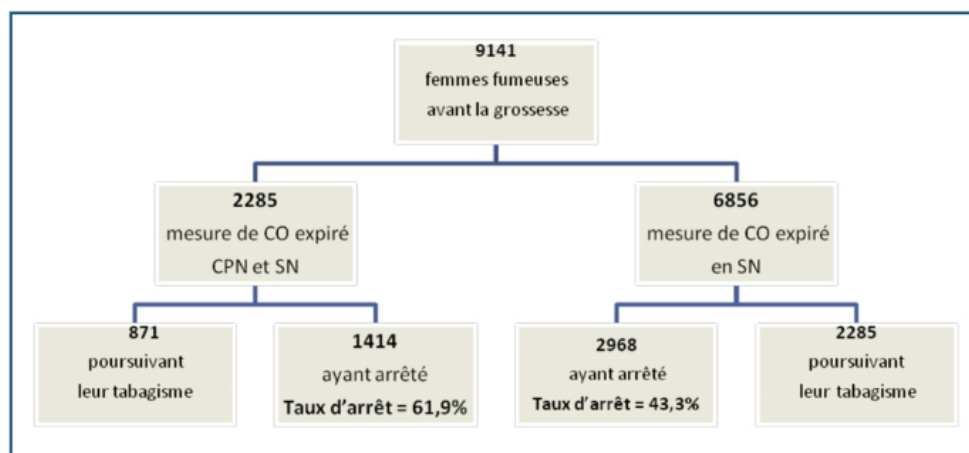 9141
femmes fumeuses
avant la grossesse
2285
mesure de CO expiré
CPN et SN
6856
mesure de CO expiré
en SN
871
poursuivant
leur tabagisme
1414
ayant arrêté
Taux d'arrêt = 61,9%
2968
ayant arrêté
Taux d'arrêt = 43,3%
2285
poursuivant
leur tabagisme